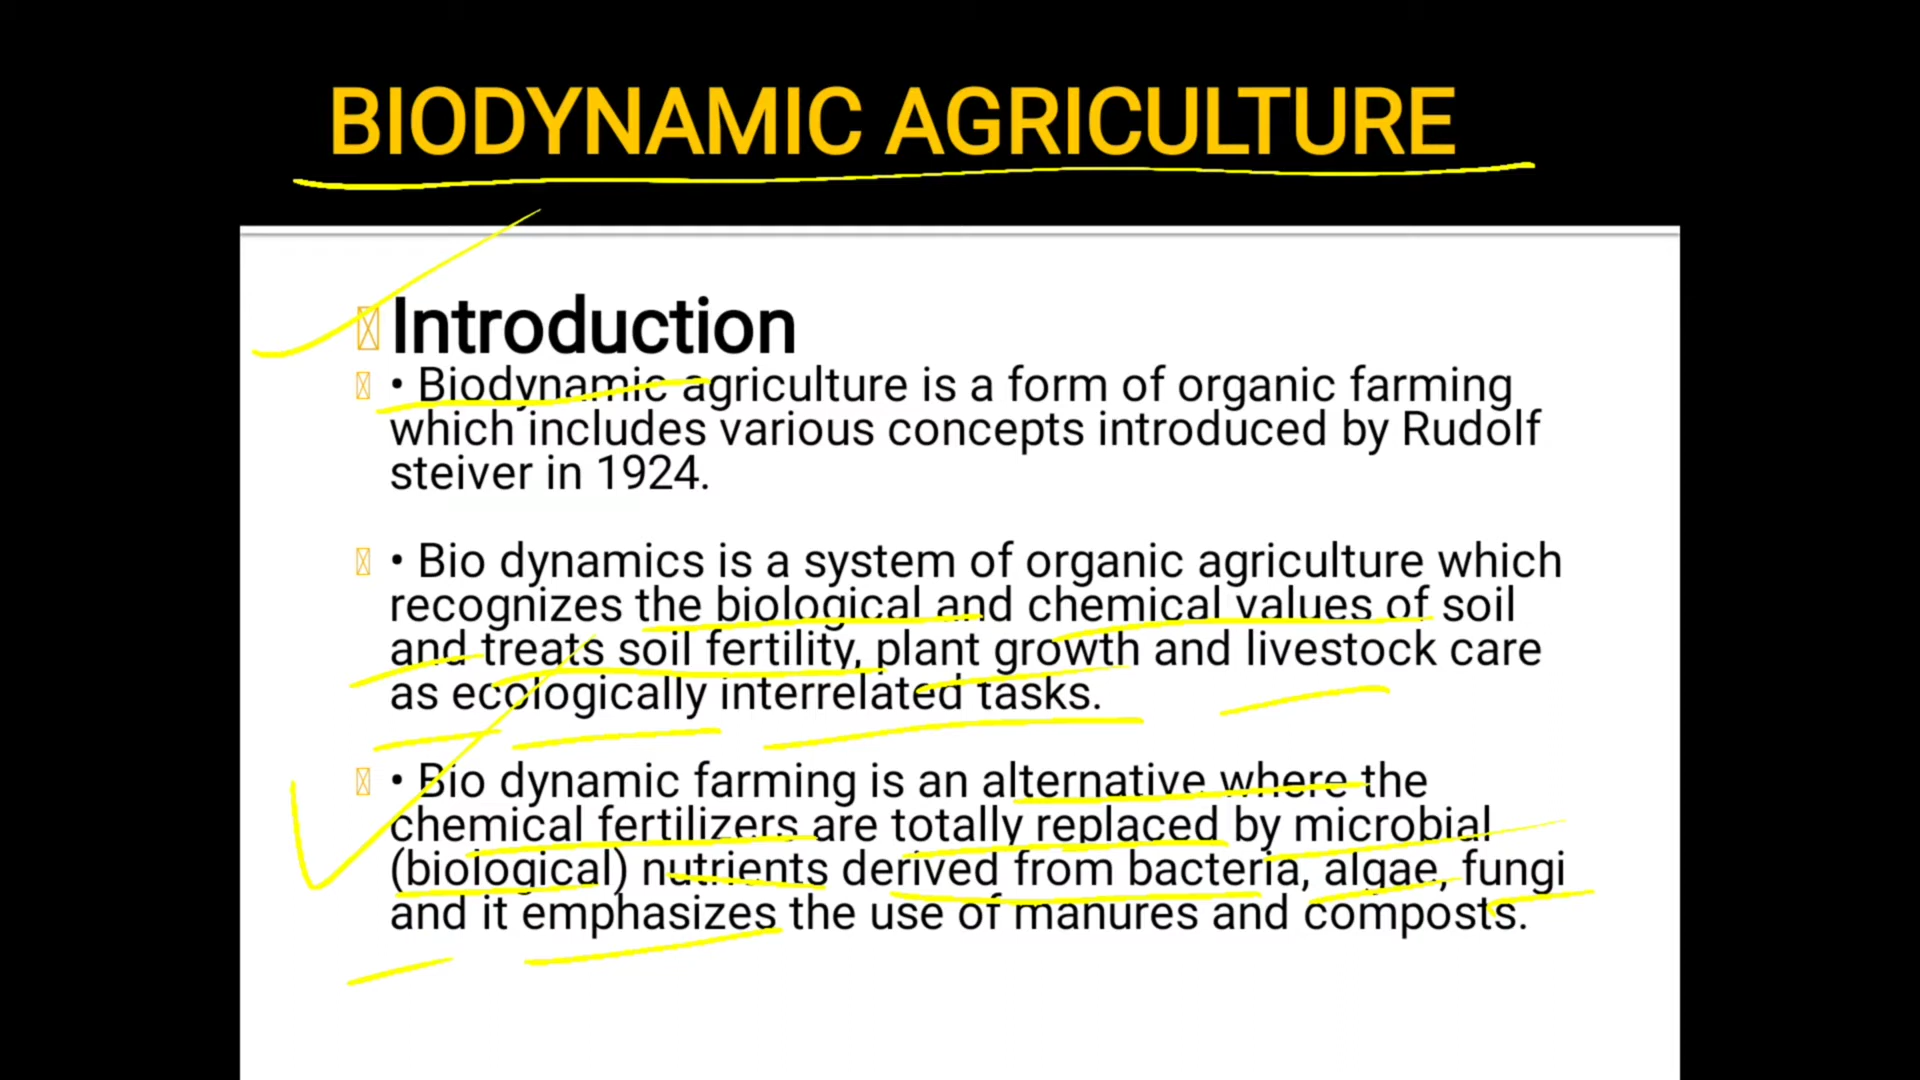 BIODYNAMIC AGRICULTURE
Introduction
• Biodynamic agriculture is a form of organic farming
which includes various concepts introduced by Rudolf
steiver in 1924.
• Bio dynamics is a system of organic agriculture which
recognizes the biological and chemical values of soil
and treats soil fertility, plant growth and livestock care
as ecologically interrelated tasks.
• Bio dynamic farming is an alternative where the
chemical fertilizers are totally replaced by microbial
(biological) nutrients derived from bacteria, algae, fungi
and it emphasizes the use of manures and composts.